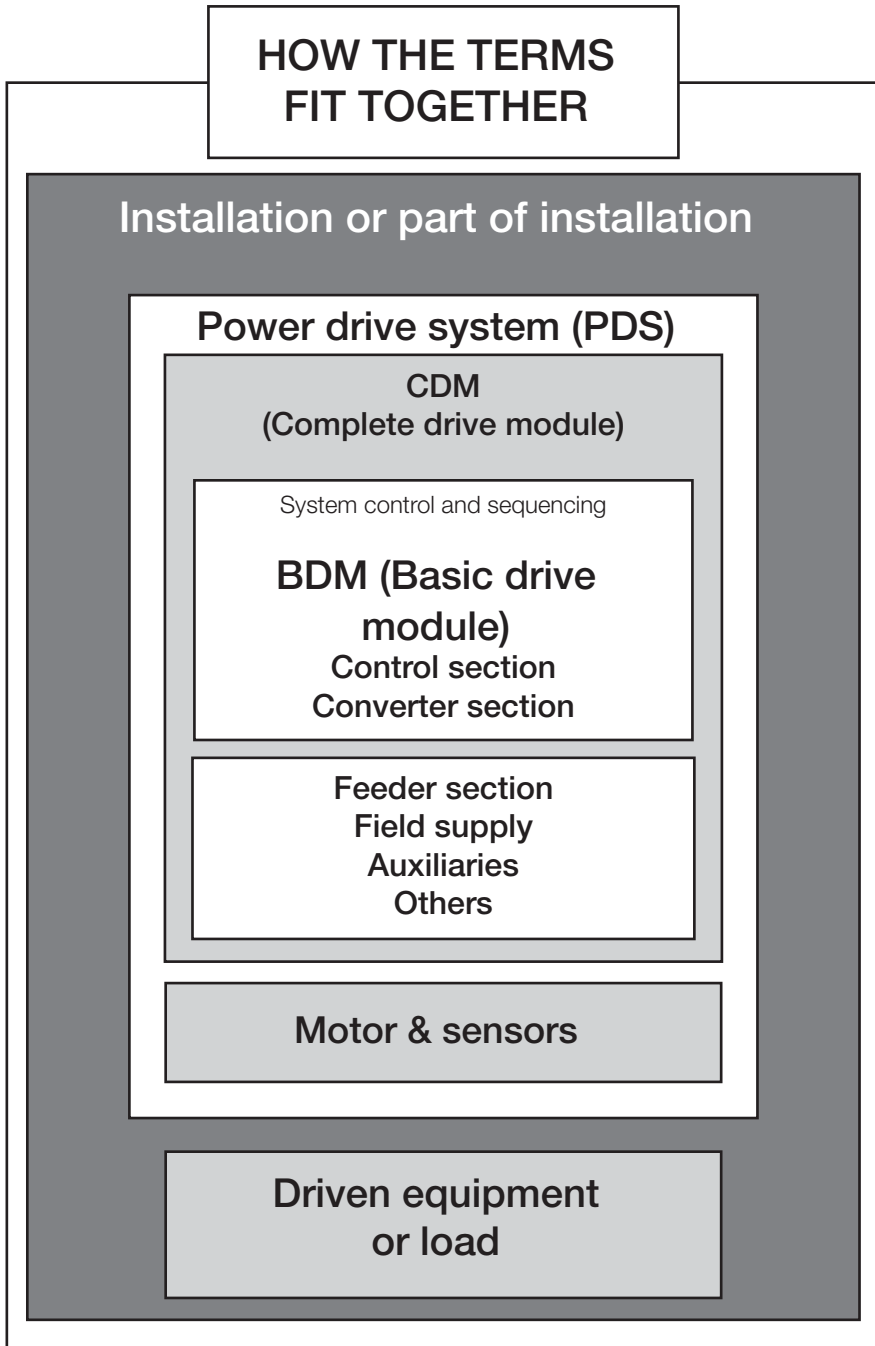 HOW THE TERMS
FIT TOGETHER
Installation or part of installation
Power drive system (PDS)
CDM
(Complete drive module)
System control and sequencing
BDM (Basic drive
module)
Control section
Converter section
Feeder section
Field supply
Auxiliaries
Others
Motor & sensors
Driven equipment
or load